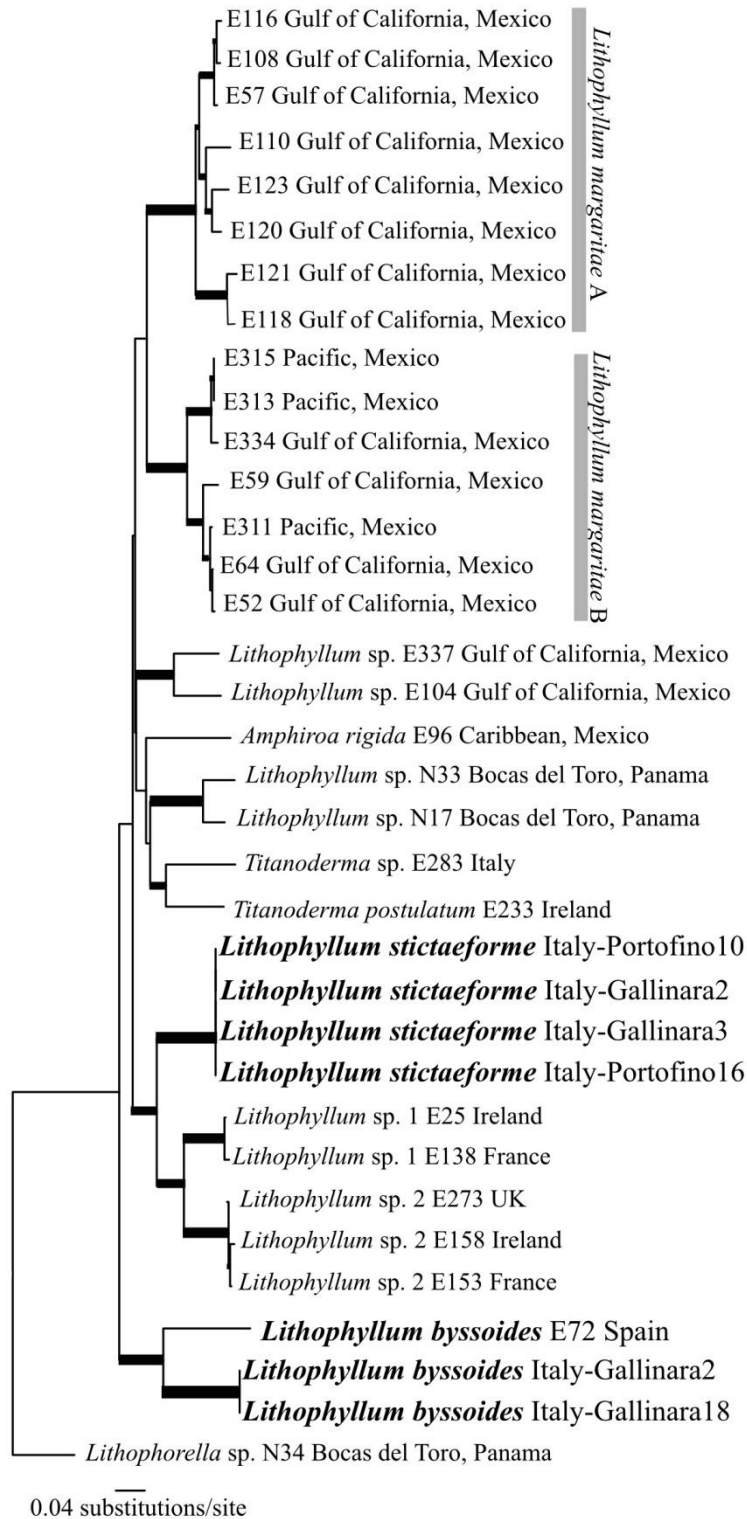 E116 Gulf of California, Mexico
E108 Gulf of California, Mexico
E57 Gulf of California, Mexico
E110 Gulf of California, Mexico
E123 Gulf of California, Mexico
E120 Gulf of California, Mexico
E121 Gulf of California, Mexico
E118 Gulf of California, Mexico
Lithophyllum margaritae A
E315 Pacific, Mexico
E313 Pacific, Mexico
E334 Gulf of California, Mexico
E59 Gulf of California, Mexico
E311 Pacific, Mexico
E64 Gulf of California, Mexico
E52 Gulf of California, Mexico
Lithophyllum margaritae B
Lithophyllum sp. E337 Gulf of California, Mexico
Lithophyllum sp. E104 Gulf of California, Mexico
Amphiroa rigida E96 Caribbean, Mexico
Lithophyllum sp. N33 Bocas del Toro, Panama
Lithophyllum sp. N17 Bocas del Toro, Panama
Titanoderma sp. E283 Italy
Titanoderma postulatum E233 Ireland
Lithophyllum stictaeforme Italy-Portofino10
Lithophyllum stictaeforme Italy-Gallinara2
Lithophyllum stictaeforme Italy-Gallinara3
Lithophyllum stictaeforme Italy-Portofino16
Lithophyllum sp. 1 E25 Ireland
Lithophyllum sp. 1 E138 France
Lithophyllum sp. 2 E273 UK
Lithophyllum sp. 2 E158 Ireland
Lithophyllum sp. 2 E153 France
Lithophyllum byssoides E72 Spain
Lithophyllum byssoides Italy-Gallinara2
Lithophyllum byssoides Italy-Gallinara18
Lithophorella sp. N34 Bocas del Toro, Panama
0.04 substitutions/site